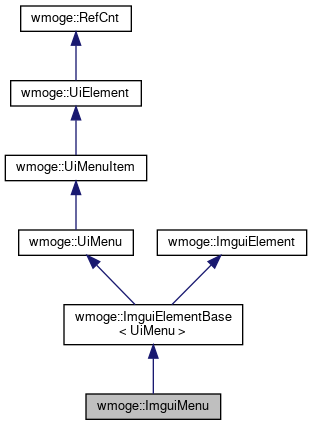 wmoge::RefCnt
wmoge::UiElement
wmoge::UiMenuItem
wmoge::UiMenu
wmoge::ImguiElement
wmoge::ImguiElementBase
< UiMenu >
wmoge::ImguiMenu